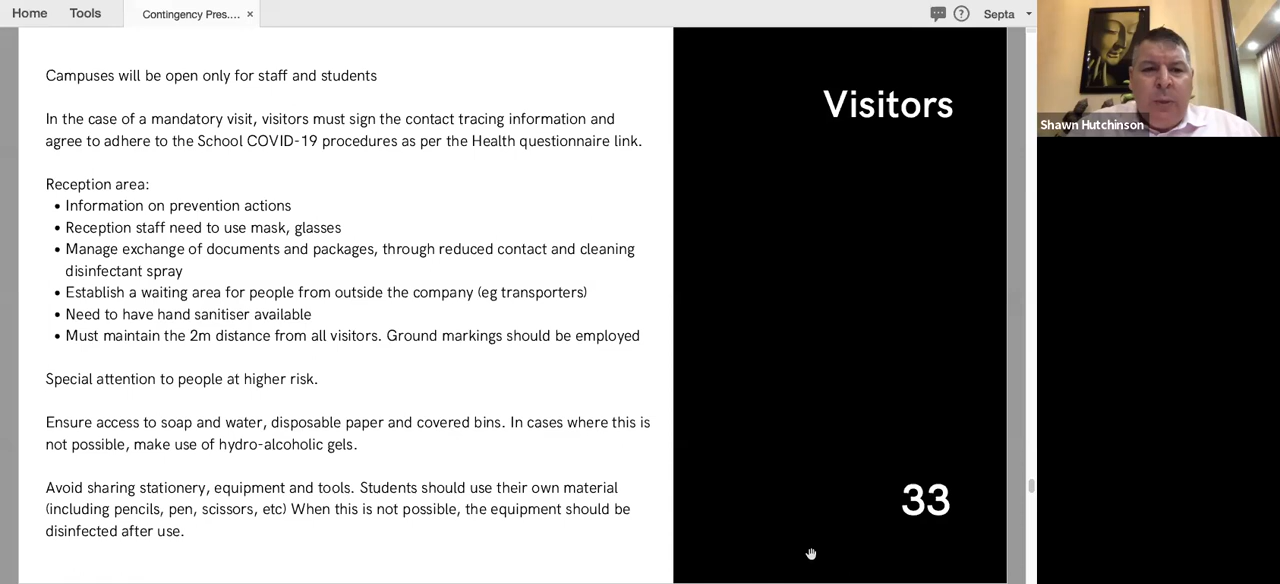 Home
Tools
Contingency Pres.... ×
?
Septa
Campuses will be open only for staff and students
In the case of a mandatory visit, visitors must sign the contact tracing information and
agree to adhere to the School COVID-19 procedures as per the Health questionnaire link.
Reception area:
• Information on prevention actions
• Reception staff need to use mask, glasses
• Manage exchange of documents and packages, through reduced contact and cleaning
disinfectant spray
• Establish a waiting area for people from outside the company (eg transporters)
• Need to have hand sanitiser available
• Must maintain the 2m distance from all visitors. Ground markings should be employed
Special attention to people at higher risk.
Ensure access to soap and water, disposable paper and covered bins. In cases where this is
not possible, make use of hydro-alcoholic gels.
Avoid sharing stationery, equipment and tools. Students should use their own material
(including pencils, pen, scissors, etc) When this is not possible, the equipment should be
disinfected after use.
Visitors
33
Shawn Hutchinson